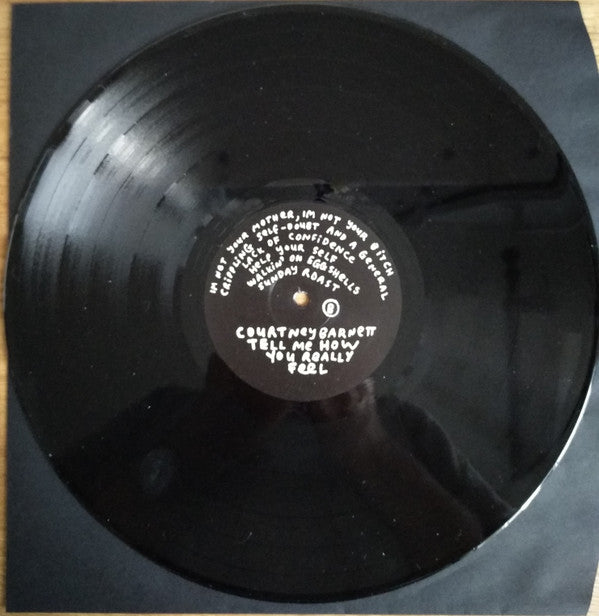 IM NOT YOUR MOTHER, IM NOT YOUR BITCH
CRIPPLING SELF-DOUBT AND A GENERAL
LACK OF CONFIDENCE
HELP YOUR SELF
WALKIN' ON EGGSHELLS
SUNDAY ROAST
B
COURTNEY BARNETT
TELL ME HOW
YOU REALLY
FEEL